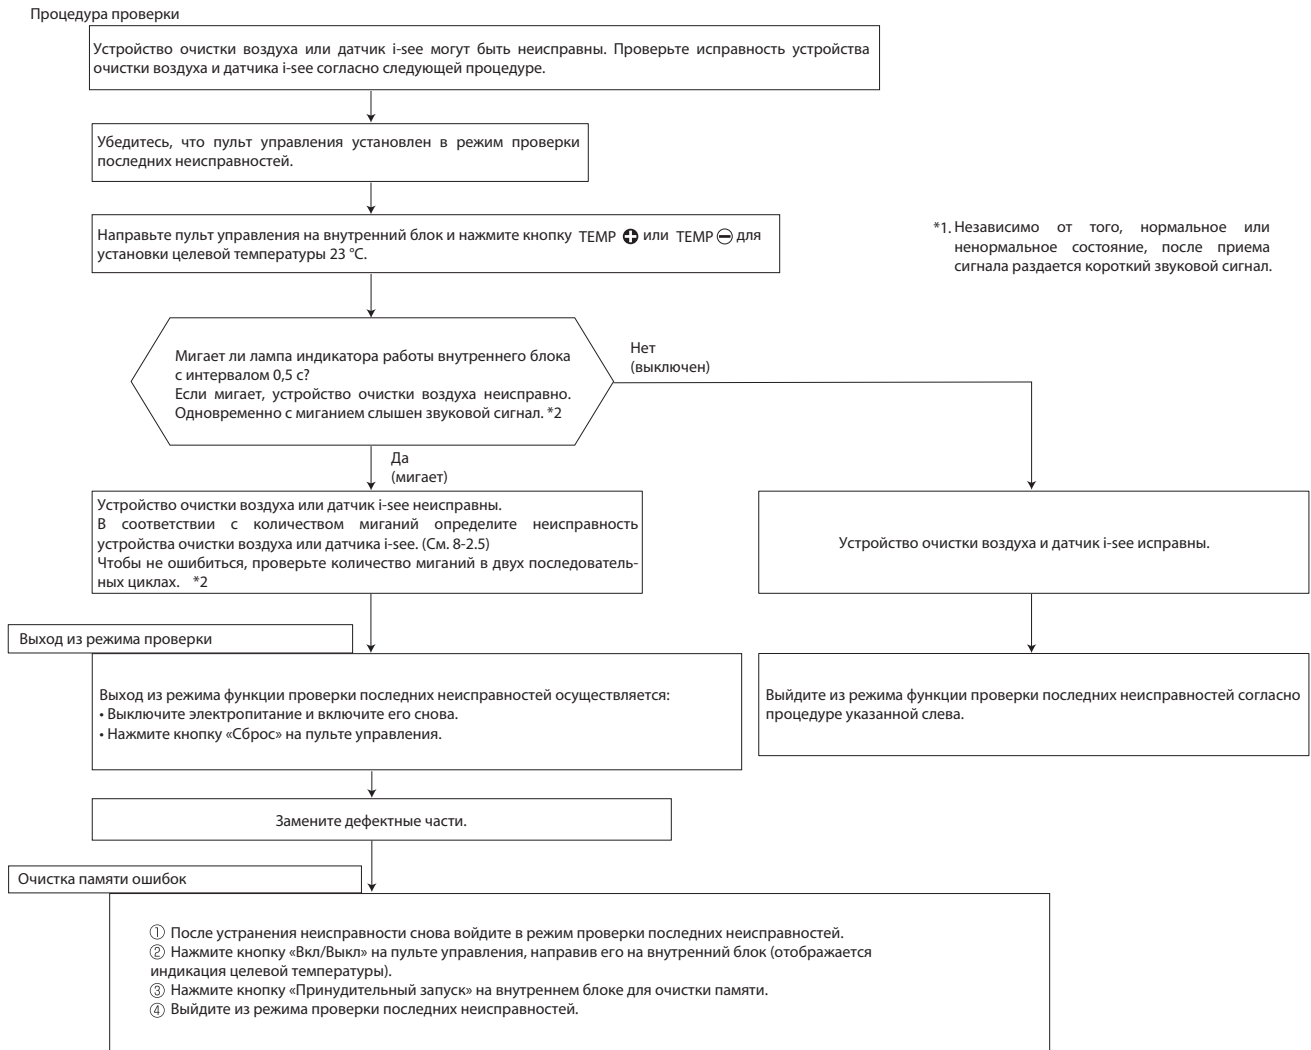 Процедура проверки
Устройство очистки воздуха или датчик i-see могут быть неисправны. Проверьте исправность устройства
очистки воздуха и датчика i-see согласно следующей процедуре.
Убедитесь, что пульт управления установлен в режим проверки
последних неисправностей.
Направьте пульт управления на внутренний блок и нажмите кнопку TEMP ⊕ или TEMP ⊖ для
установки целевой температуры 23 °C.
*1. Независимо от того, нормальное или
ненормальное состояние, после приема
сигнала раздается короткий звуковой сигнал.
Мигает ли лампа индикатора работы внутреннего блока
с интервалом 0,5 с?
Если мигает, устройство очистки воздуха неисправно.
Одновременно с миганием слышен звуковой сигнал. *2
Нет
(выключен)
Да
(мигает)
Устройство очистки воздуха или датчик i-see неисправны.
В соответствии с количеством миганий определите неисправность
устройства очистки воздуха или датчика i-see. (См. 8-2.5)
Чтобы не ошибиться, проверьте количество миганий в двух последователь-
ных циклах. *2
Устройство очистки воздуха и датчик i-see исправны.
Выход из режима проверки
Выход из режима функции проверки последних неисправностей осуществляется:
• Выключите электропитание и включите его снова.
• Нажмите кнопку «Сброс» на пульте управления.
Выйдите из режима функции проверки последних неисправностей согласно
процедуре указанной слева.
Замените дефектные части.
Очистка памяти ошибок
① После устранения неисправности снова войдите в режим проверки последних неисправностей.
② Нажмите кнопку «Вкл/Выкл» на пульте управления, направив его на внутренний блок (отображается
индикация целевой температуры).
③ Нажмите кнопку «Принудительный запуск» на внутреннем блоке для очистки памяти.
④ Выйдите из режима проверки последних неисправностей.